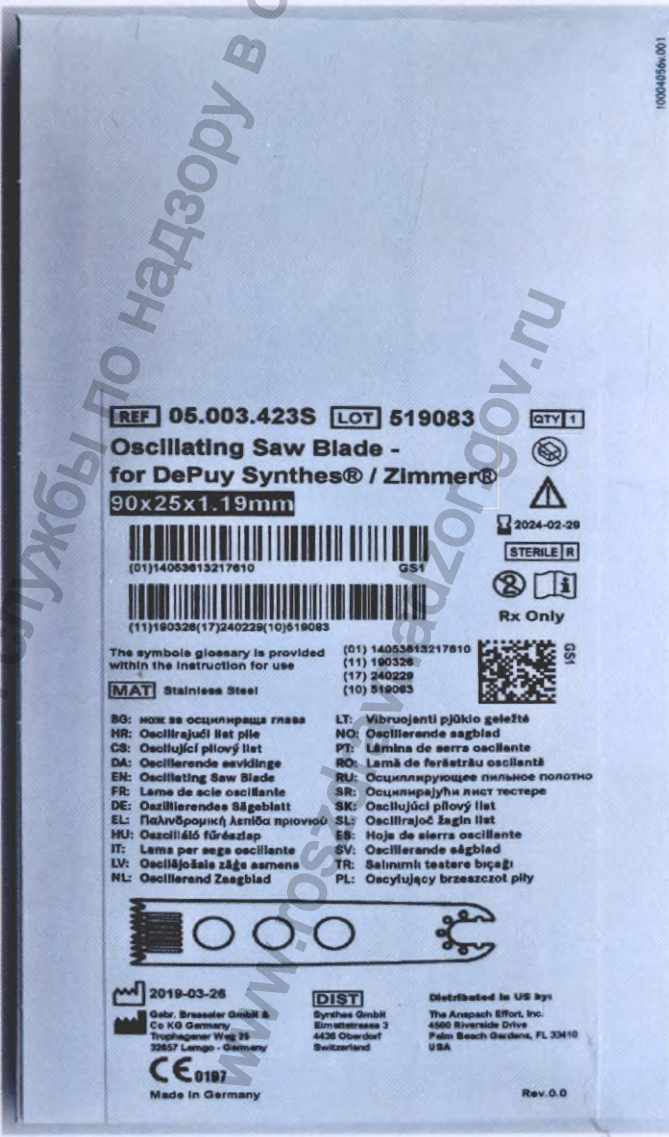 10004056v.001
службы по надзору в с
www.roszdravnadzor.gov.ru
REF 05.003.423S LOT 519083 QTY 1
Oscillating Saw Blade -
for DePuy Synthes® / Zimmer®
90x25x1.19mm
2024-02-29
STERILE R
Rx Only
(01)14053613217610 GS1
(11)190326(17)240229(10)519083
The symbols glossary is provided
within the instruction for use
(01) 14053613217610
(11) 190326
(17) 240229
(10) 519083
GS1
MAT Stainless Steel
BG: нож за осцилираща глава
HR: Oscilirajući list pile
CS: Oscilující pilový list
DA: Oscillerende savklinge
EN: Oscillating Saw Blade
FR: Lame de scie oscillante
DE: Oszillierendes Sägeblatt
EL: Παλινδρομική λεπίδα πριονιού
HU: Oszcilláló fűrészlap
IT: Lama per sega oscillante
LV: Oscilējošais zāģa asmens
NL: Oscillerend Zaagblad
LT: Vibruojanti pjūklo geležtė
NO: Oscillerende sagblad
PT: Lâmina de serra oscilante
RO: Lamă de ferăstrău oscilantă
RU: Осциллирующее пильное полотно
SR: Осцилирајући лист тестере
SK: Oscilujúci pílový list
SL: Oscilirajoč žagin list
ES: Hoja de sierra oscilante
SV: Oscillerande sågblad
TR: Salınımlı testere bıçağı
PL: Oscylujący brzeszczot piły
2019-03-26
Gebr. Brasseler GmbH &
Co KG Germany
Trophagener Weg 25
32657 Lemgo - Germany
CE 0197
Made in Germany
DIST
Synthes GmbH
Eimattstrasse 3
4436 Oberdorf
Switzerland
Distributed in US by:
The Anspach Effort, Inc.
4500 Riverside Drive
Palm Beach Gardens, FL 33410
USA
Rev.0.0